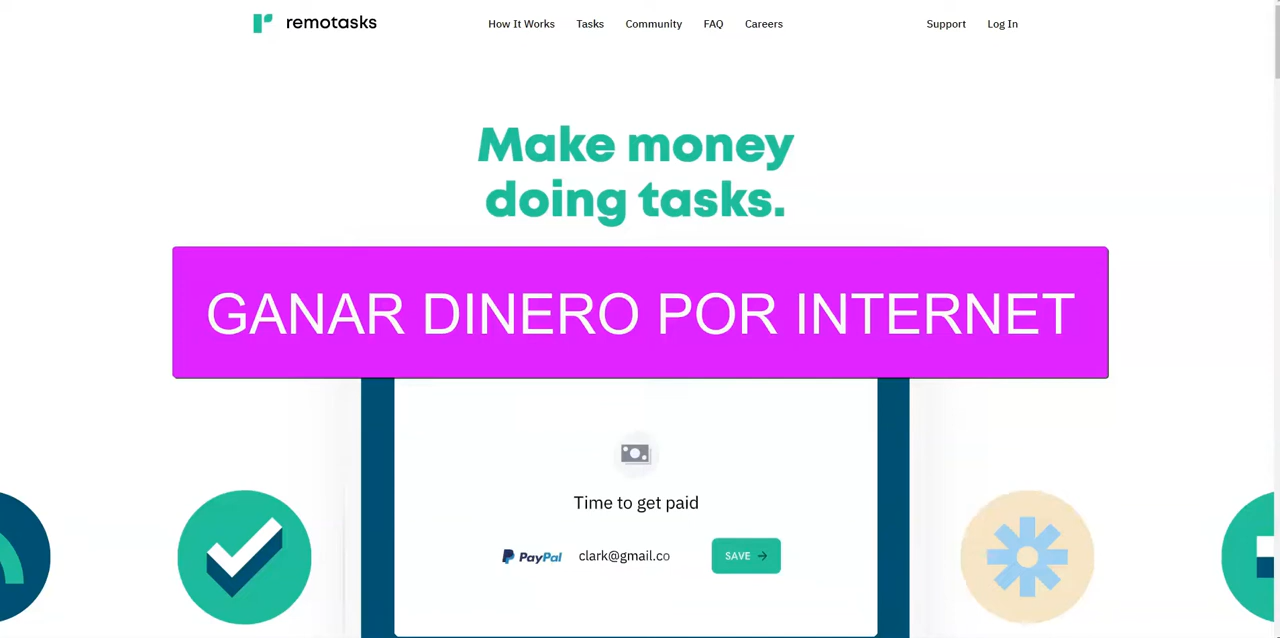 remotasks
How It Works Tasks Community FAQ Careers Support Log In
Make money
doing tasks.
GANAR DINERO POR INTERNET
Time to get paid
PayPal clark@gmail.co SAVE →